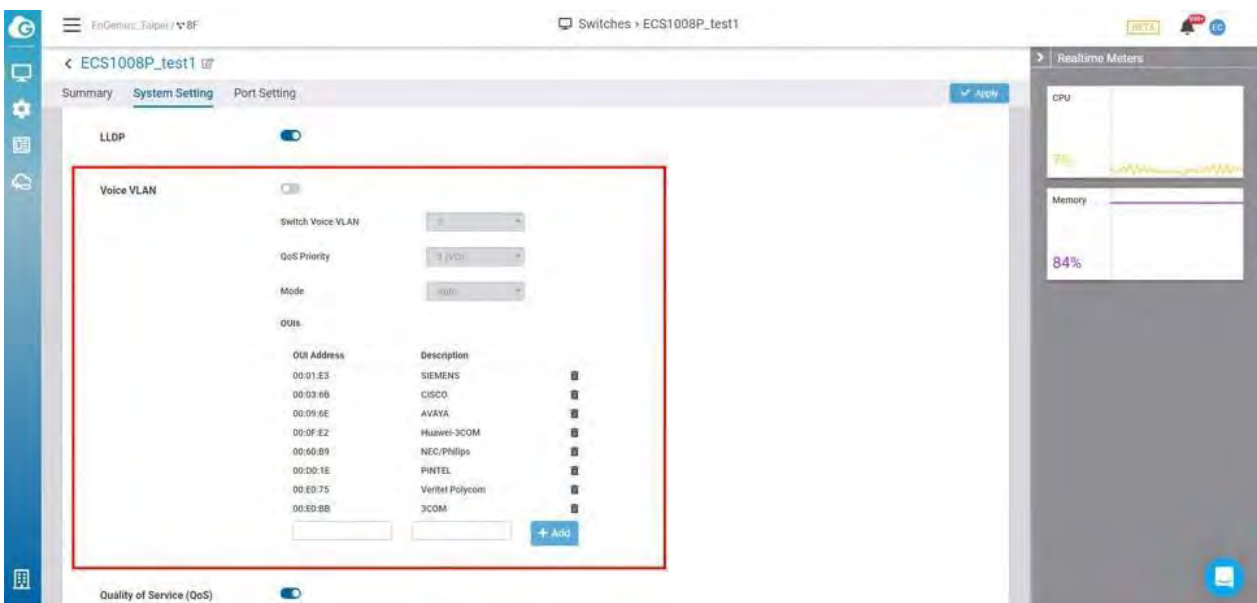 EnGenius_Taipei / 8F
Switches > ECS1008P_test1
BETA
EC
ECS1008P_test1
Realtime Meters
Summary System Setting Port Setting
Apply
CPU
7%
LLDP
Voice VLAN
Memory
Switch Voice VLAN
QoS Priority
84%
Mode
Auto
OUIs
OUI Address Description
00:01:E3 SIEMENS
00:03:6B CISCO
00:09:6E AVAYA
00:0F:E2 Huawei-3COM
00:60:B9 NEC/Philips
00:D0:1E PINTEL
00:E0:75 Veritel Polycom
00:E0:BB 3COM
+ Add
Quality of Service (QoS)